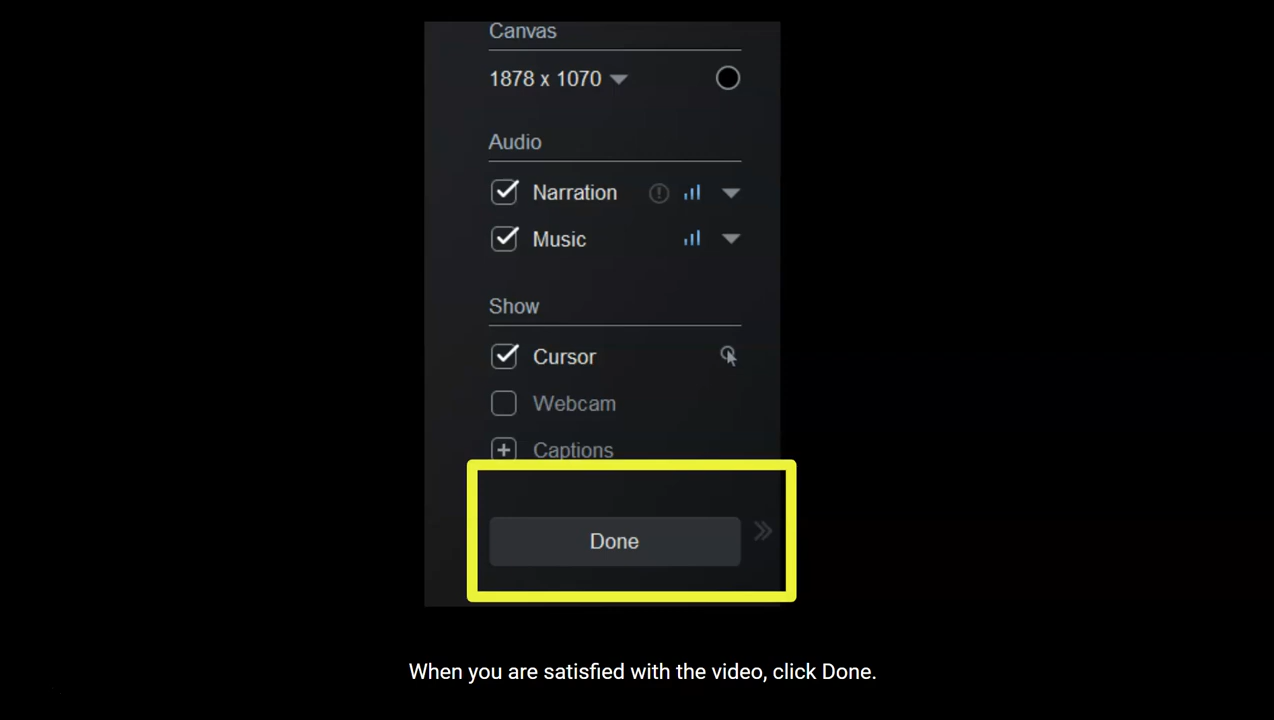 Canvas
1878 x 1070
Audio
Narration
Music
Show
Cursor
Webcam
Captions
Done
When you are satisfied with the video, click Done.